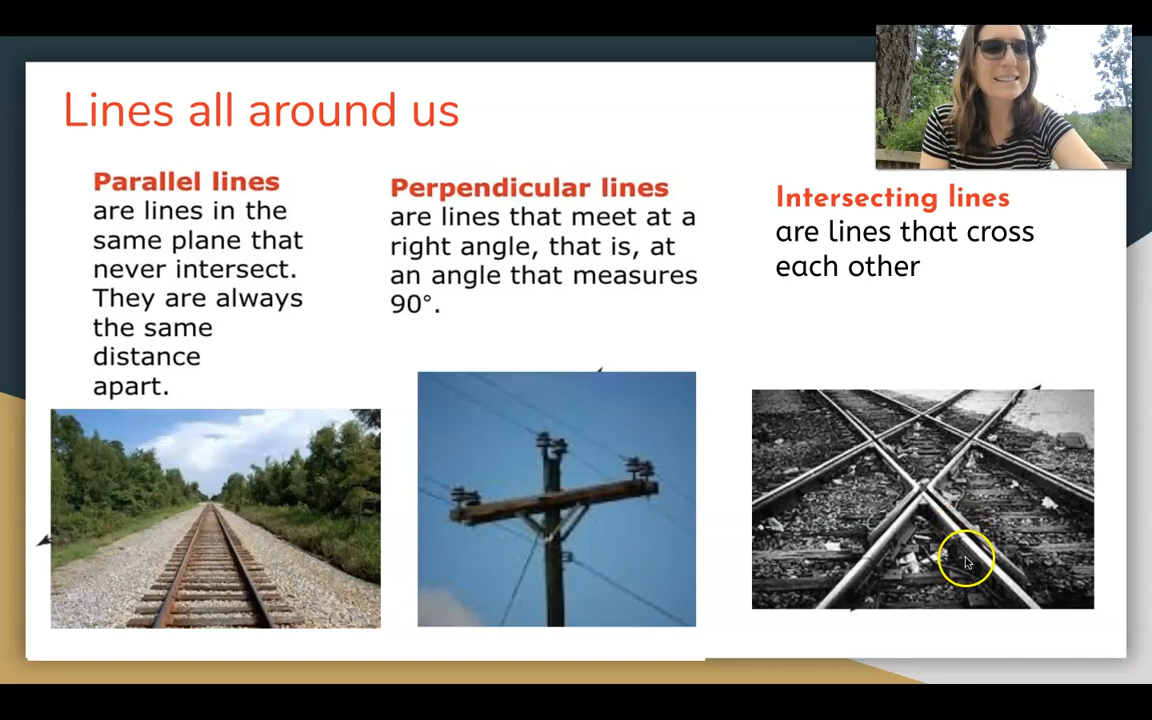 Lines all around us
Parallel lines
are lines in the
same plane that
never intersect.
They are always
the same
distance
apart.
Perpendicular lines
are lines that meet at a
right angle, that is, at
an angle that measures
90°.
Intersecting lines
are lines that cross
each other